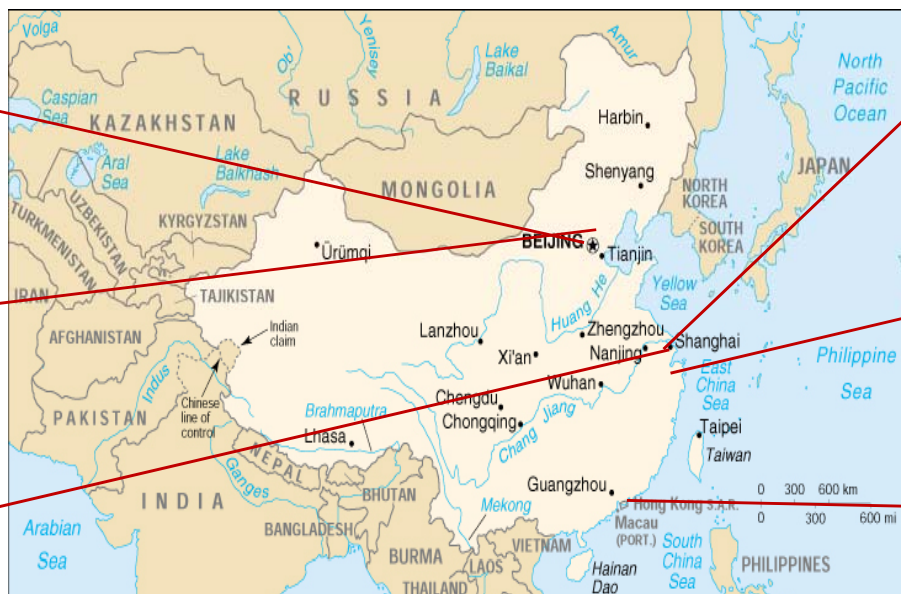 Volga
Ob'
Yenisey
Lake
Baikal
Amur
North
Pacific
Ocean
RUSSIA
Caspian
Sea
KAZAKHSTAN
Harbin
Aral
Sea
Lake
Balkhash
MONGOLIA
Shenyang
JAPAN
NORTH
KOREA
UZBEKISTAN
KYRGYZSTAN
TURKMENISTAN
SOUTH
KOREA
Ürümqi
BEIJING
Tianjin
IRAN
TAJIKISTAN
Yellow
Sea
Huang He
AFGHANISTAN
Indian
claim
Lanzhou
Zhengzhou
Xi'an
Nanjing
Shanghai
Philippine
Sea
Indus
East
China
Sea
Wuhan
Chinese
line of
control
Chengdu
Chongqing
Chang Jiang
PAKISTAN
Brahmaputra
Lhasa
Taipei
Taiwan
NEPAL
Ganges
INDIA
BHUTAN
Guangzhou
Hong Kong S.A.R.
Macau
(PORT.)
0 300 600 km
0 300 600 mi
Mekong
Arabian
Sea
BANGLADESH
BURMA
VIETNAM
LAOS
THAILAND
Hainan
Dao
South
China
Sea
PHILIPPINES